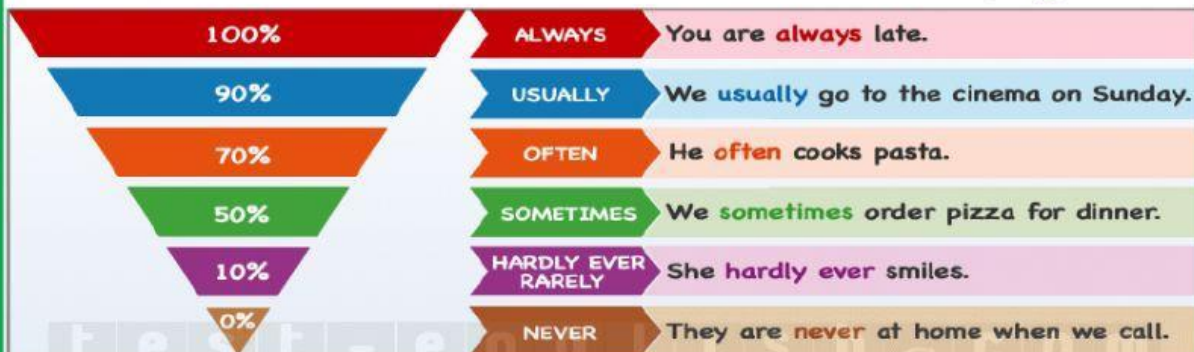 100% ALWAYS You are always late.
90% USUALLY We usually go to the cinema on Sunday.
70% OFTEN He often cooks pasta.
50% SOMETIMES We sometimes order pizza for dinner.
10% HARDLY EVER RARELY She hardly ever smiles.
0% NEVER They are never at home when we call.